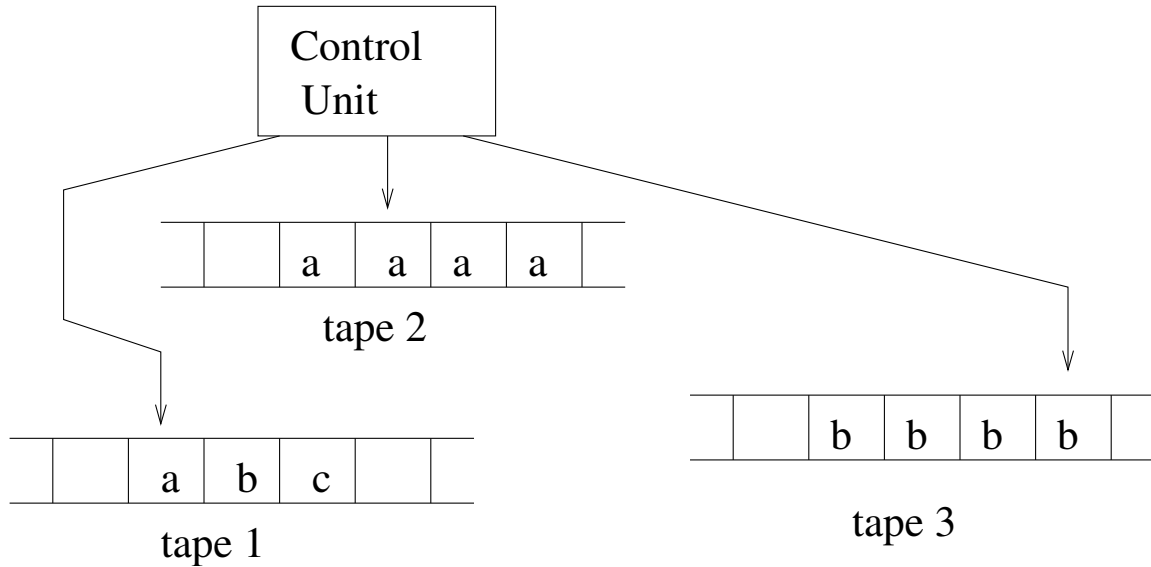 Control
Unit
a a a a
tape 2
b b b b
a b c
tape 3
tape 1